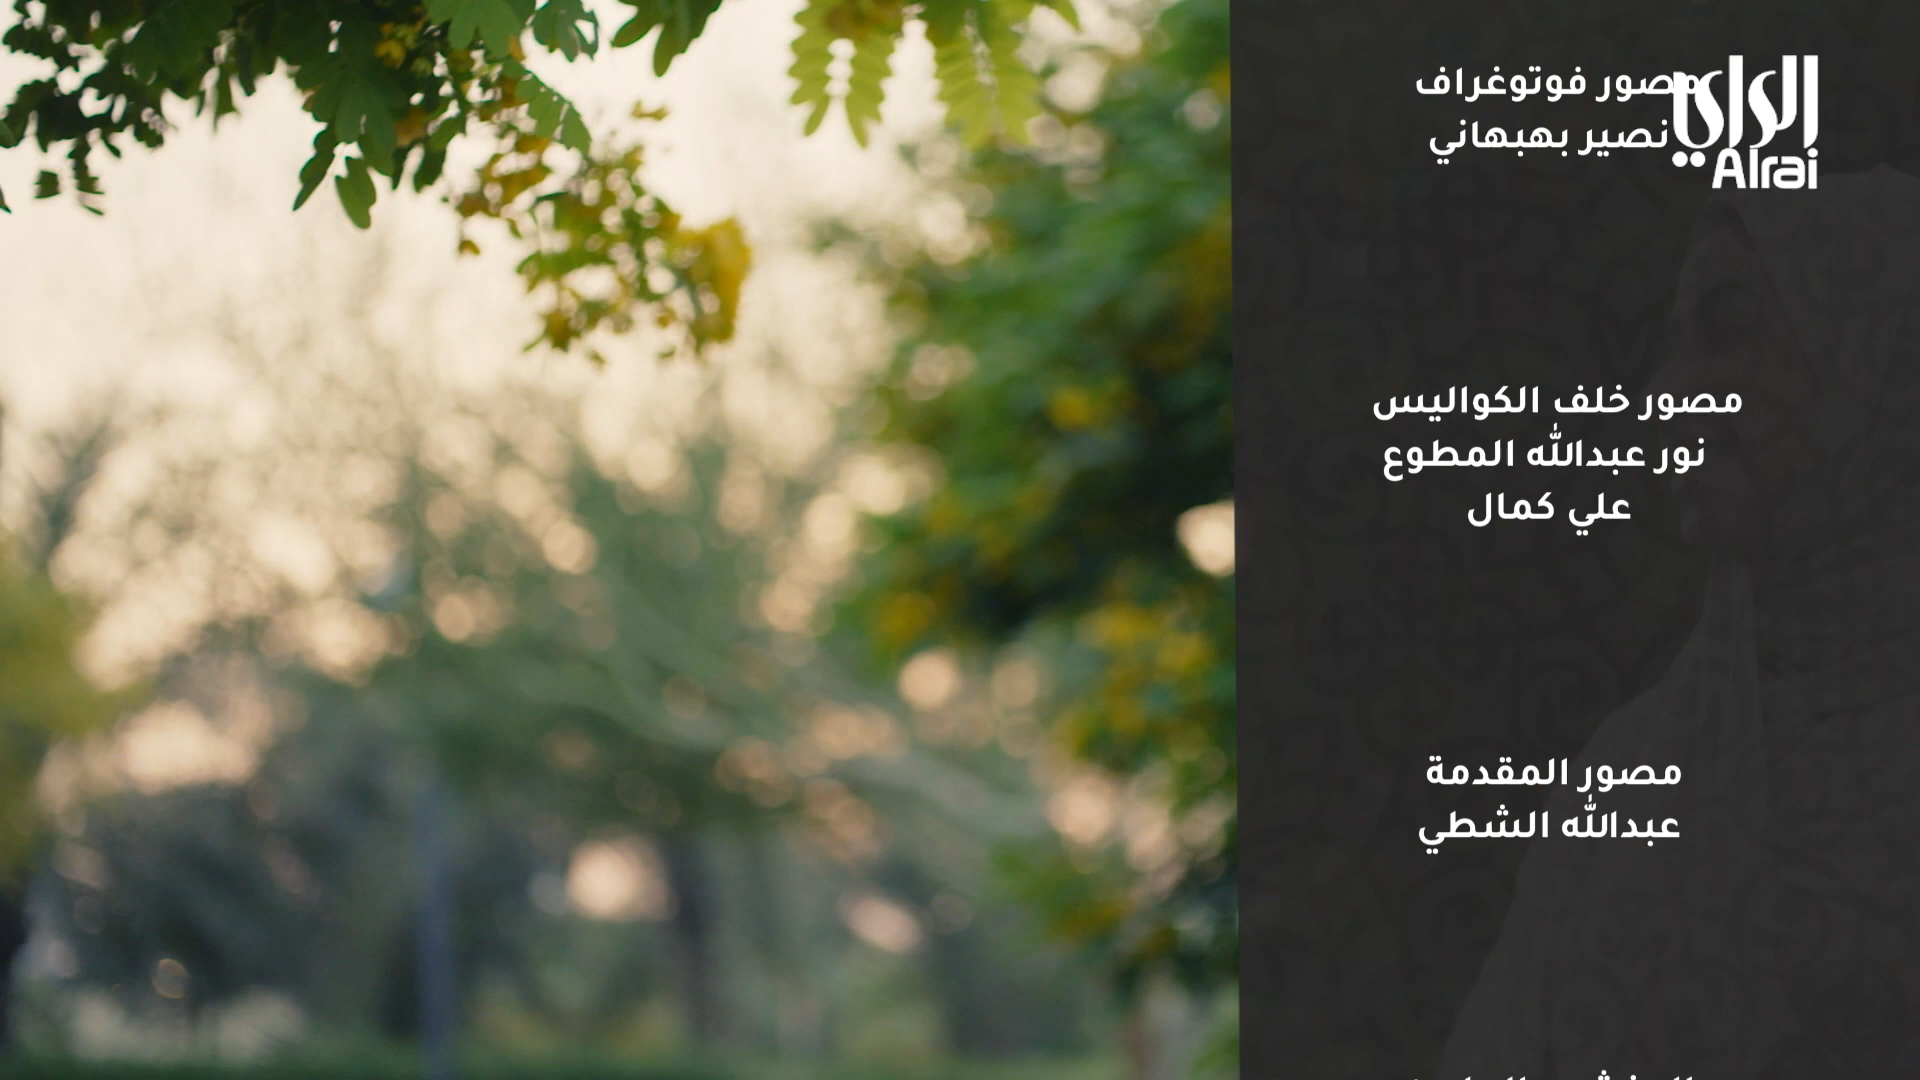 مصور فوتوغراف
نصير بهبهاني
الراي
Alrai
مصور خلف الكواليس
نور عبدالله المطوع
علي كمال
مصور المقدمة
عبدالله الشطي